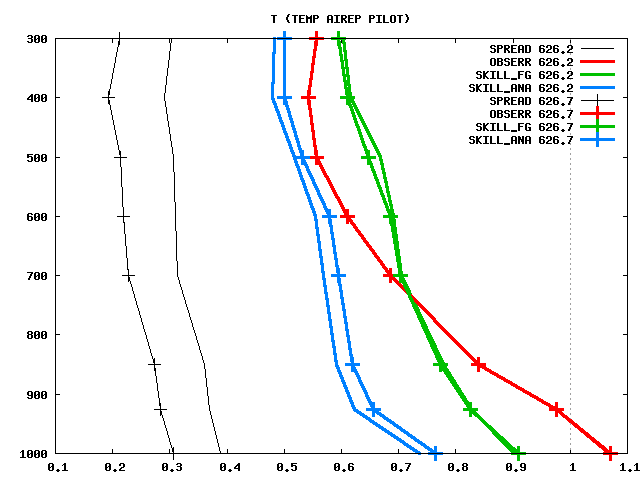 T (TEMP AIREP PILOT)
300
400
500
600
700
800
900
1000
SPREAD 626.2
OBSERR 626.2
SKILL_FG 626.2
SKILL_ANA 626.2
SPREAD 626.7
OBSERR 626.7
SKILL_FG 626.7
SKILL_ANA 626.7
0.1 0.2 0.3 0.4 0.5 0.6 0.7 0.8 0.9 1 1.1